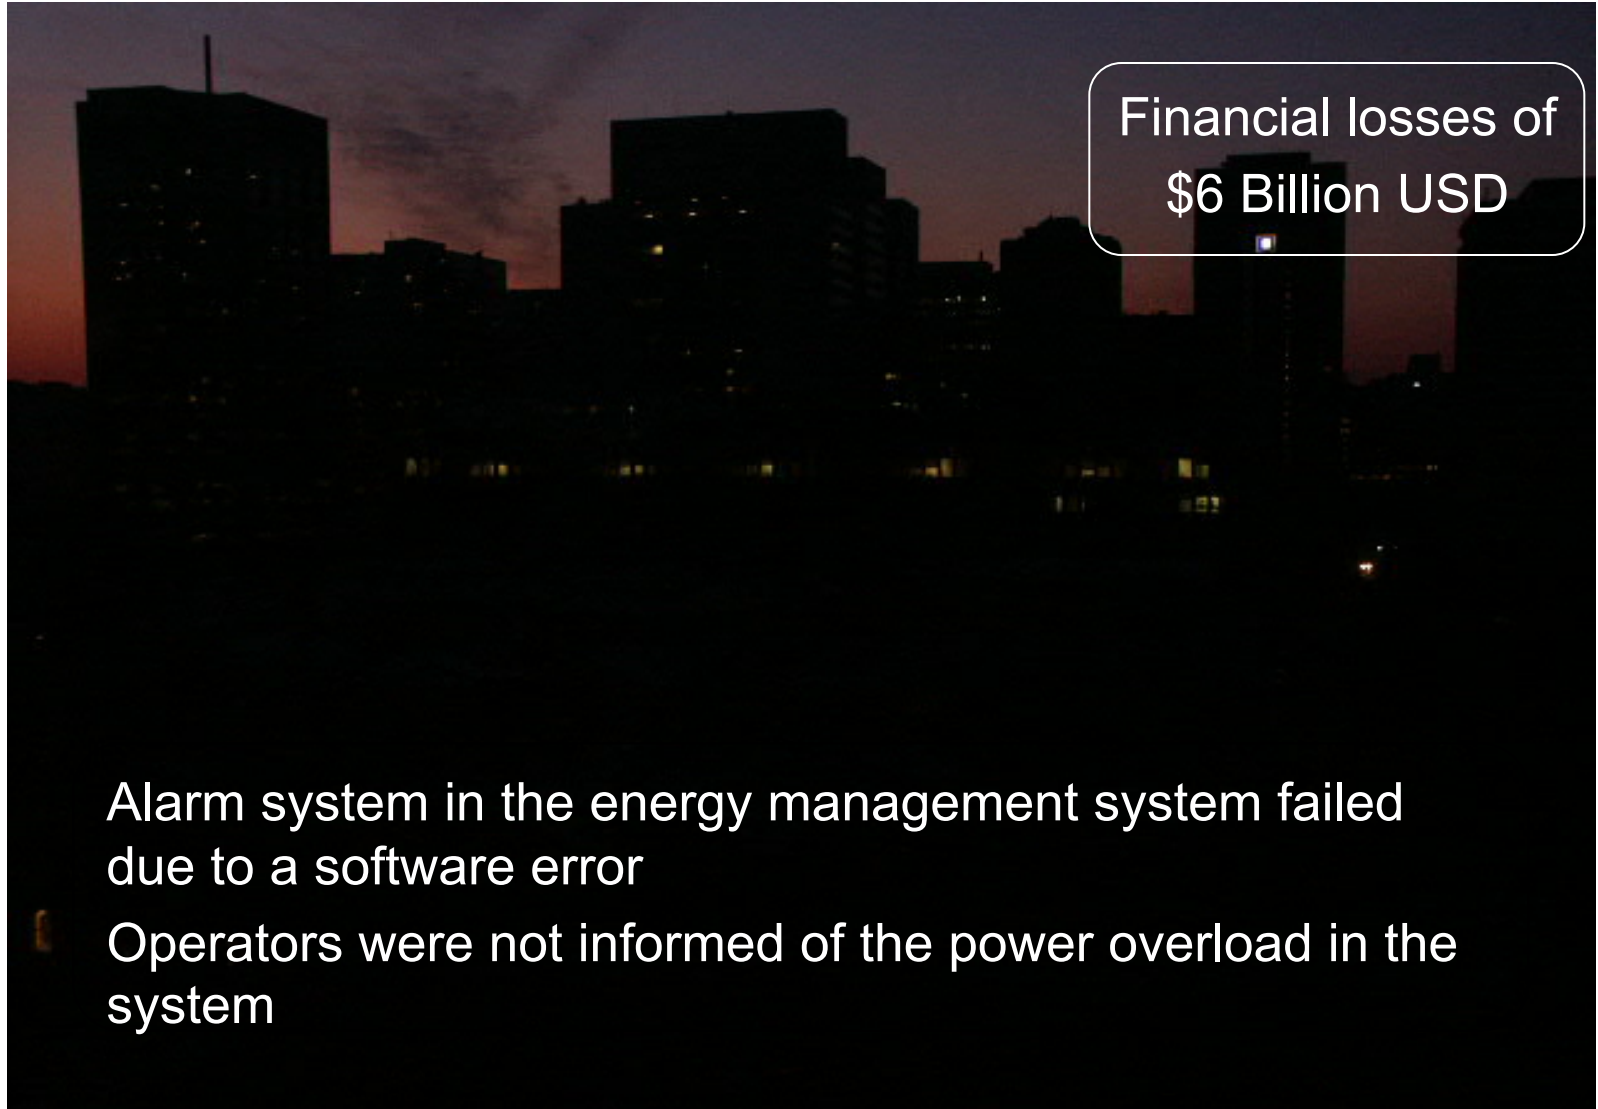 Financial losses of
$6 Billion USD
Alarm system in the energy management system failed
due to a software error
Operators were not informed of the power overload in the
system